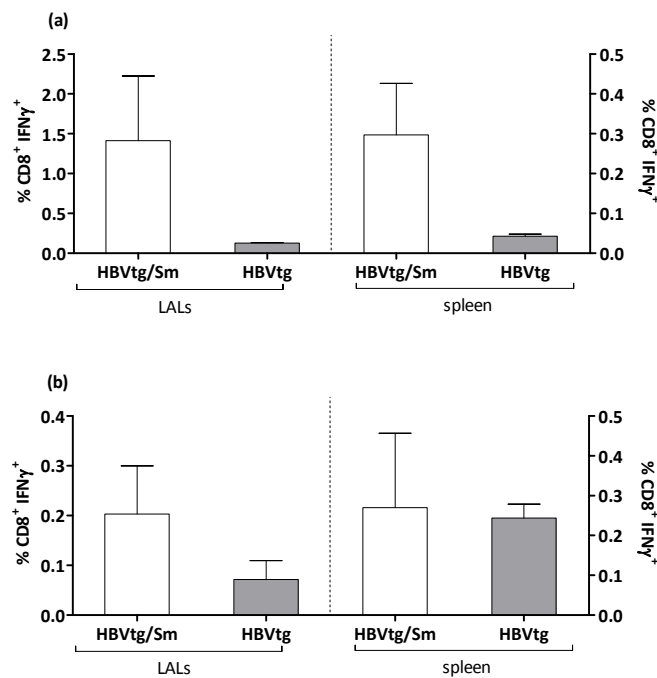 (a)
% CD8⁺ IFNγ⁺
2.5
2.0
1.5
1.0
0.5
0.0
0.5
0.4
0.3
0.2
0.1
0.0
% CD8⁺ IFNγ⁺
HBVtg/Sm HBVtg HBVtg/Sm HBVtg
LALs spleen
(b)
% CD8⁺ IFNγ⁺
0.4
0.3
0.2
0.1
0.0
0.5
0.4
0.3
0.2
0.1
0.0
% CD8⁺ IFNγ⁺
HBVtg/Sm HBVtg HBVtg/Sm HBVtg
LALs spleen